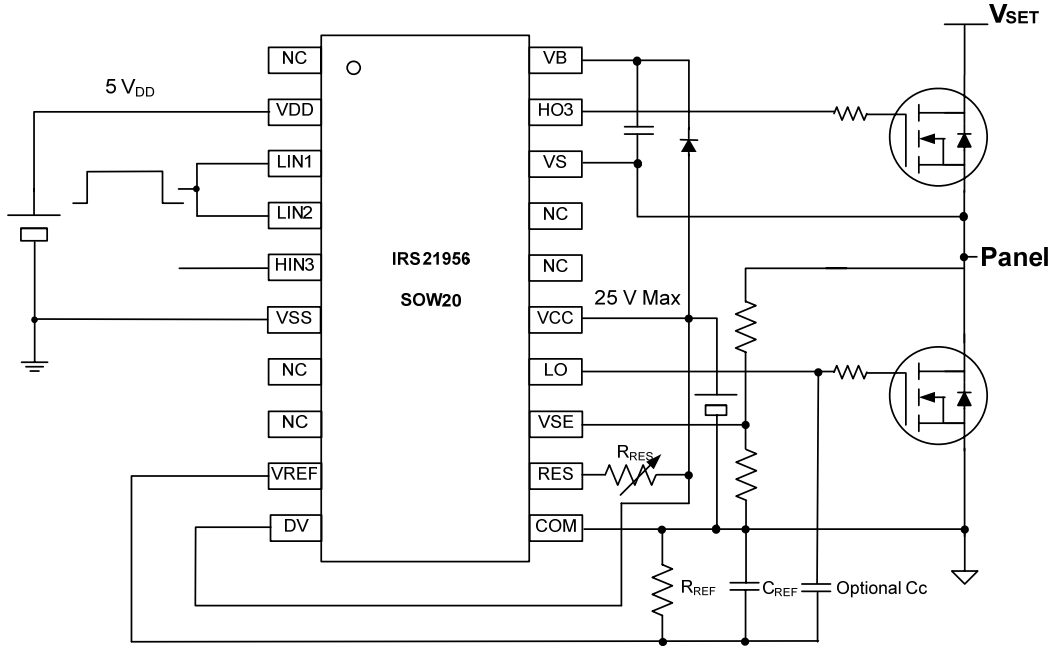 VSET
NC
VB
5 VDD
VDD
HO3
LIN1
VS
LIN2
NC
HIN3
IRS21956
NC
Panel
SOW20
25 V Max
VSS
VCC
NC
LO
NC
VSE
RRES
VREF
RES
DV
COM
RREF
CREF
Optional Cc